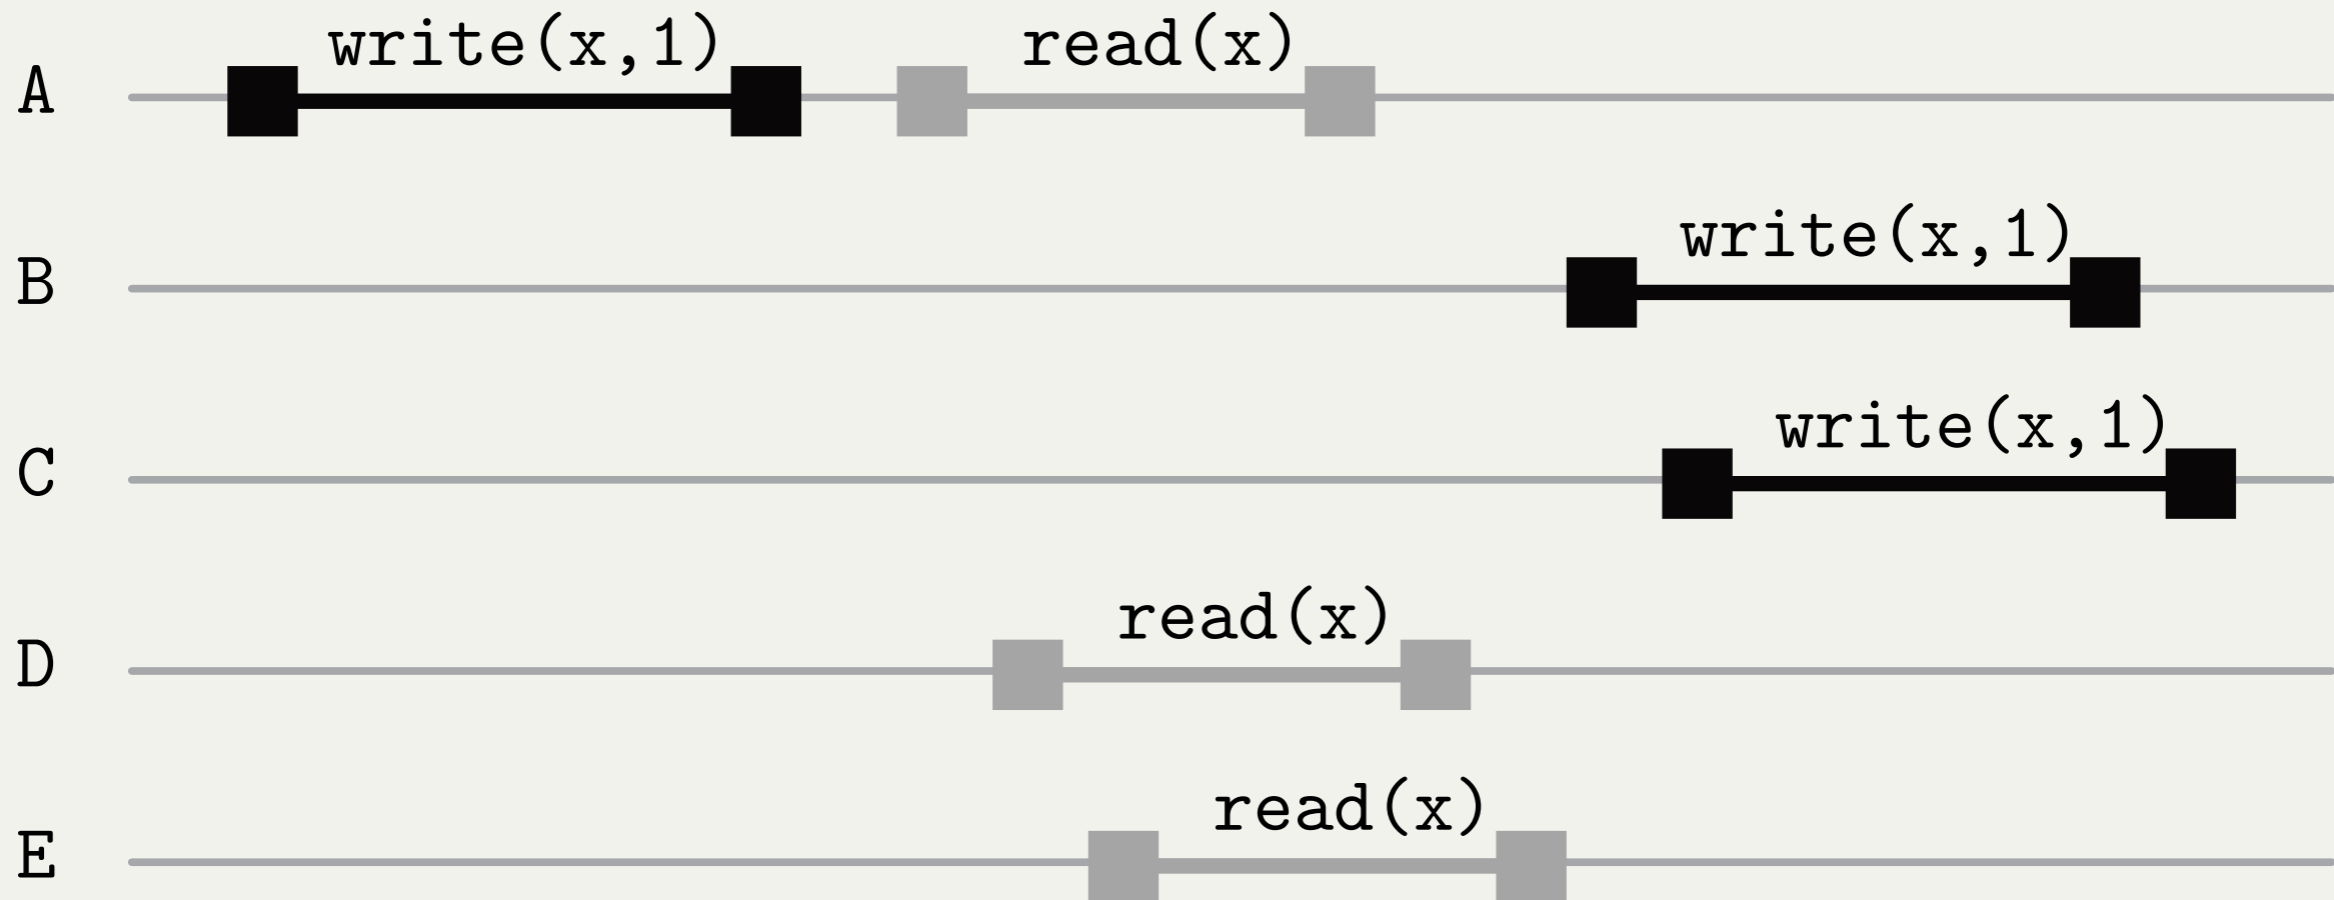 A write(x,1) read(x)
B write(x,1)
C write(x,1)
D read(x)
E read(x)